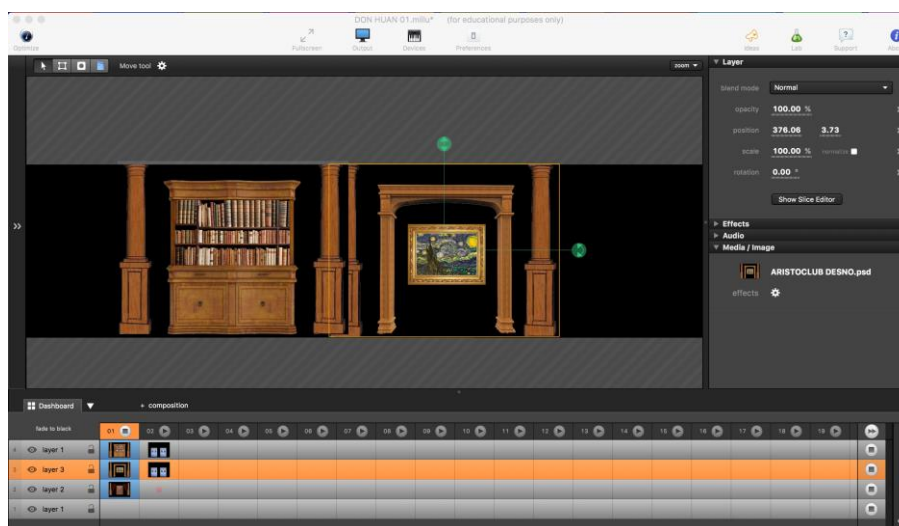 DON HUAN 01.millu* (for educational purposes only)
Optimize
Fullscreen
Output
Devices
Preferences
Ideas
Lab
Support
Move tool
zoom
Layer
blend mode Normal
opacity 100.00 %
position 376.06 3.73
scale 100.00 %
rotation 0.00 °
Show Slice Editor
Effects
Audio
Media / Image
ARISTOCLUB DESNO.psd
effects
Dashboard
+ composition
fade to black 01 02 03 04 05 06 07 08 09 10 11 12 13 14 15 16 17 18 19
4 layer 1
3 layer 3
2 layer 2
1 layer 1